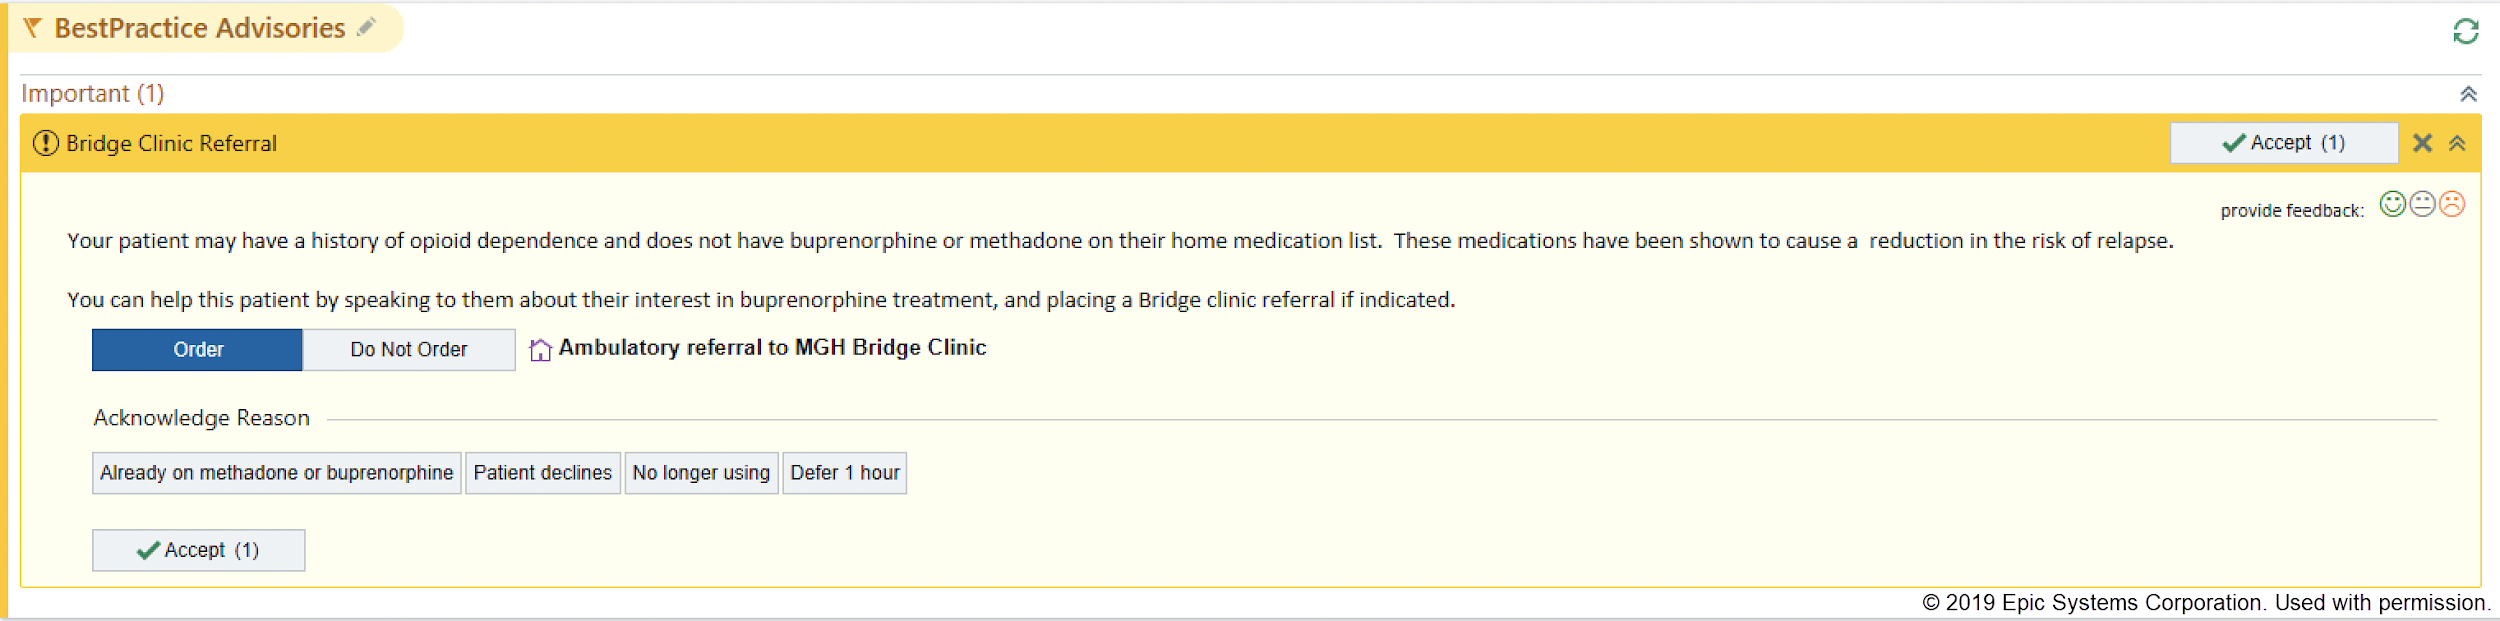 BestPractice Advisories
Important (1)
Bridge Clinic Referral
Accept (1)
provide feedback:
Your patient may have a history of opioid dependence and does not have buprenorphine or methadone on their home medication list. These medications have been shown to cause a reduction in the risk of relapse.
You can help this patient by speaking to them about their interest in buprenorphine treatment, and placing a Bridge clinic referral if indicated.
Order Do Not Order Ambulatory referral to MGH Bridge Clinic
Acknowledge Reason
Already on methadone or buprenorphine Patient declines No longer using Defer 1 hour
Accept (1)
© 2019 Epic Systems Corporation. Used with permission.